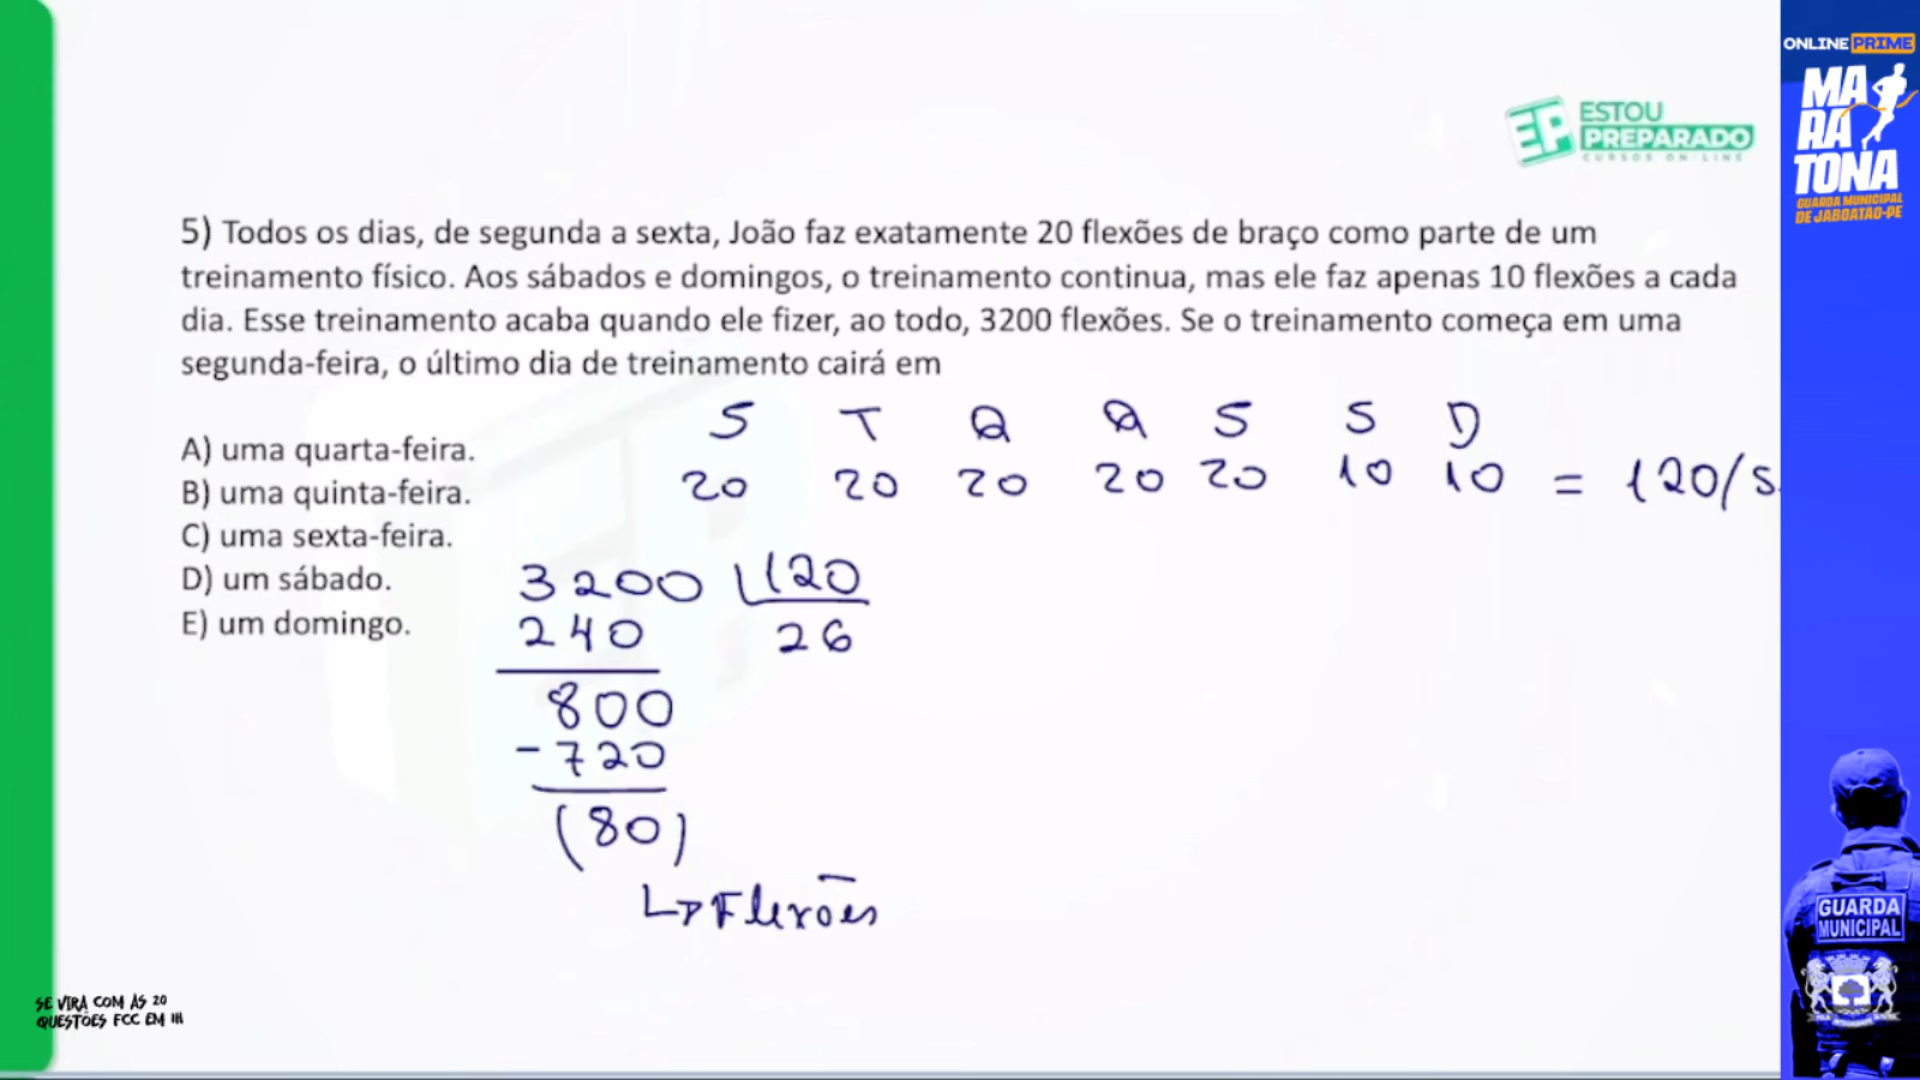 ONLINE PRIME
MA
RA
TONA
GUARDA MUNICIPAL
DE JABOATÃO-PE
EP ESTOU
PREPARADO
CURSOS ON-LINE
5) Todos os dias, de segunda a sexta, João faz exatamente 20 flexões de braço como parte de um
treinamento físico. Aos sábados e domingos, o treinamento continua, mas ele faz apenas 10 flexões a cada
dia. Esse treinamento acaba quando ele fizer, ao todo, 3200 flexões. Se o treinamento começa em uma
segunda-feira, o último dia de treinamento cairá em
A) uma quarta-feira.
B) uma quinta-feira.
C) uma sexta-feira.
D) um sábado.
E) um domingo.
S T Q Q S S D
20 20 20 20 20 10 10 = 120/s.
3200 120
240 26
800
-720
(80)
↳ Flexões
GUARDA
MUNICIPAL
SE VIRA COM AS 20
QUESTÕES FCC EM 1H